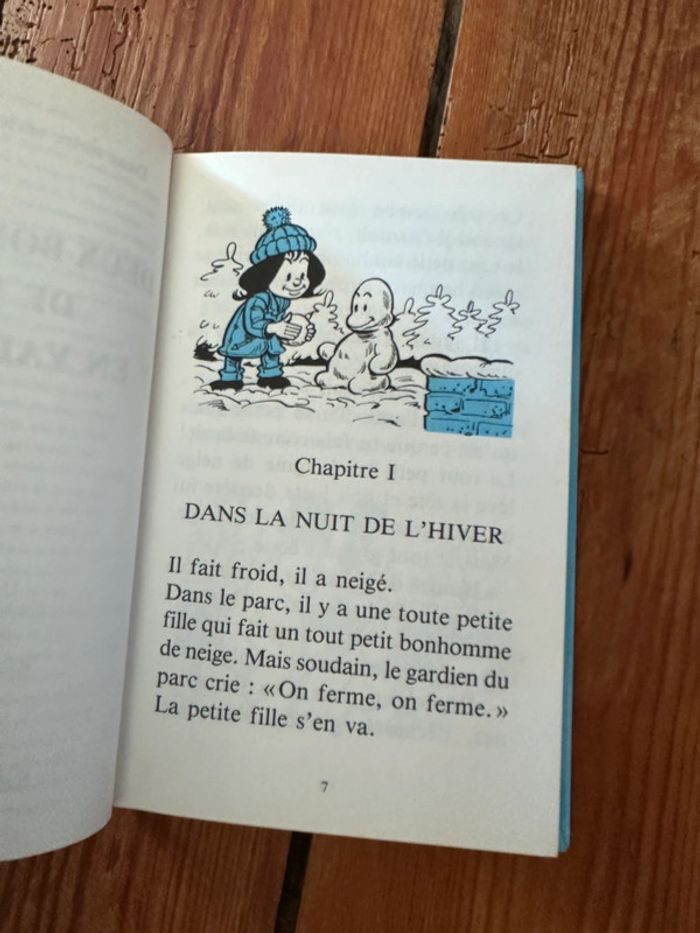 Chapitre I
DANS LA NUIT DE L'HIVER
Il fait froid, il a neigé.
Dans le parc, il y a une toute petite
fille qui fait un tout petit bonhomme
de neige. Mais soudain, le gardien du
parc crie : « On ferme, on ferme. »
La petite fille s'en va.
7